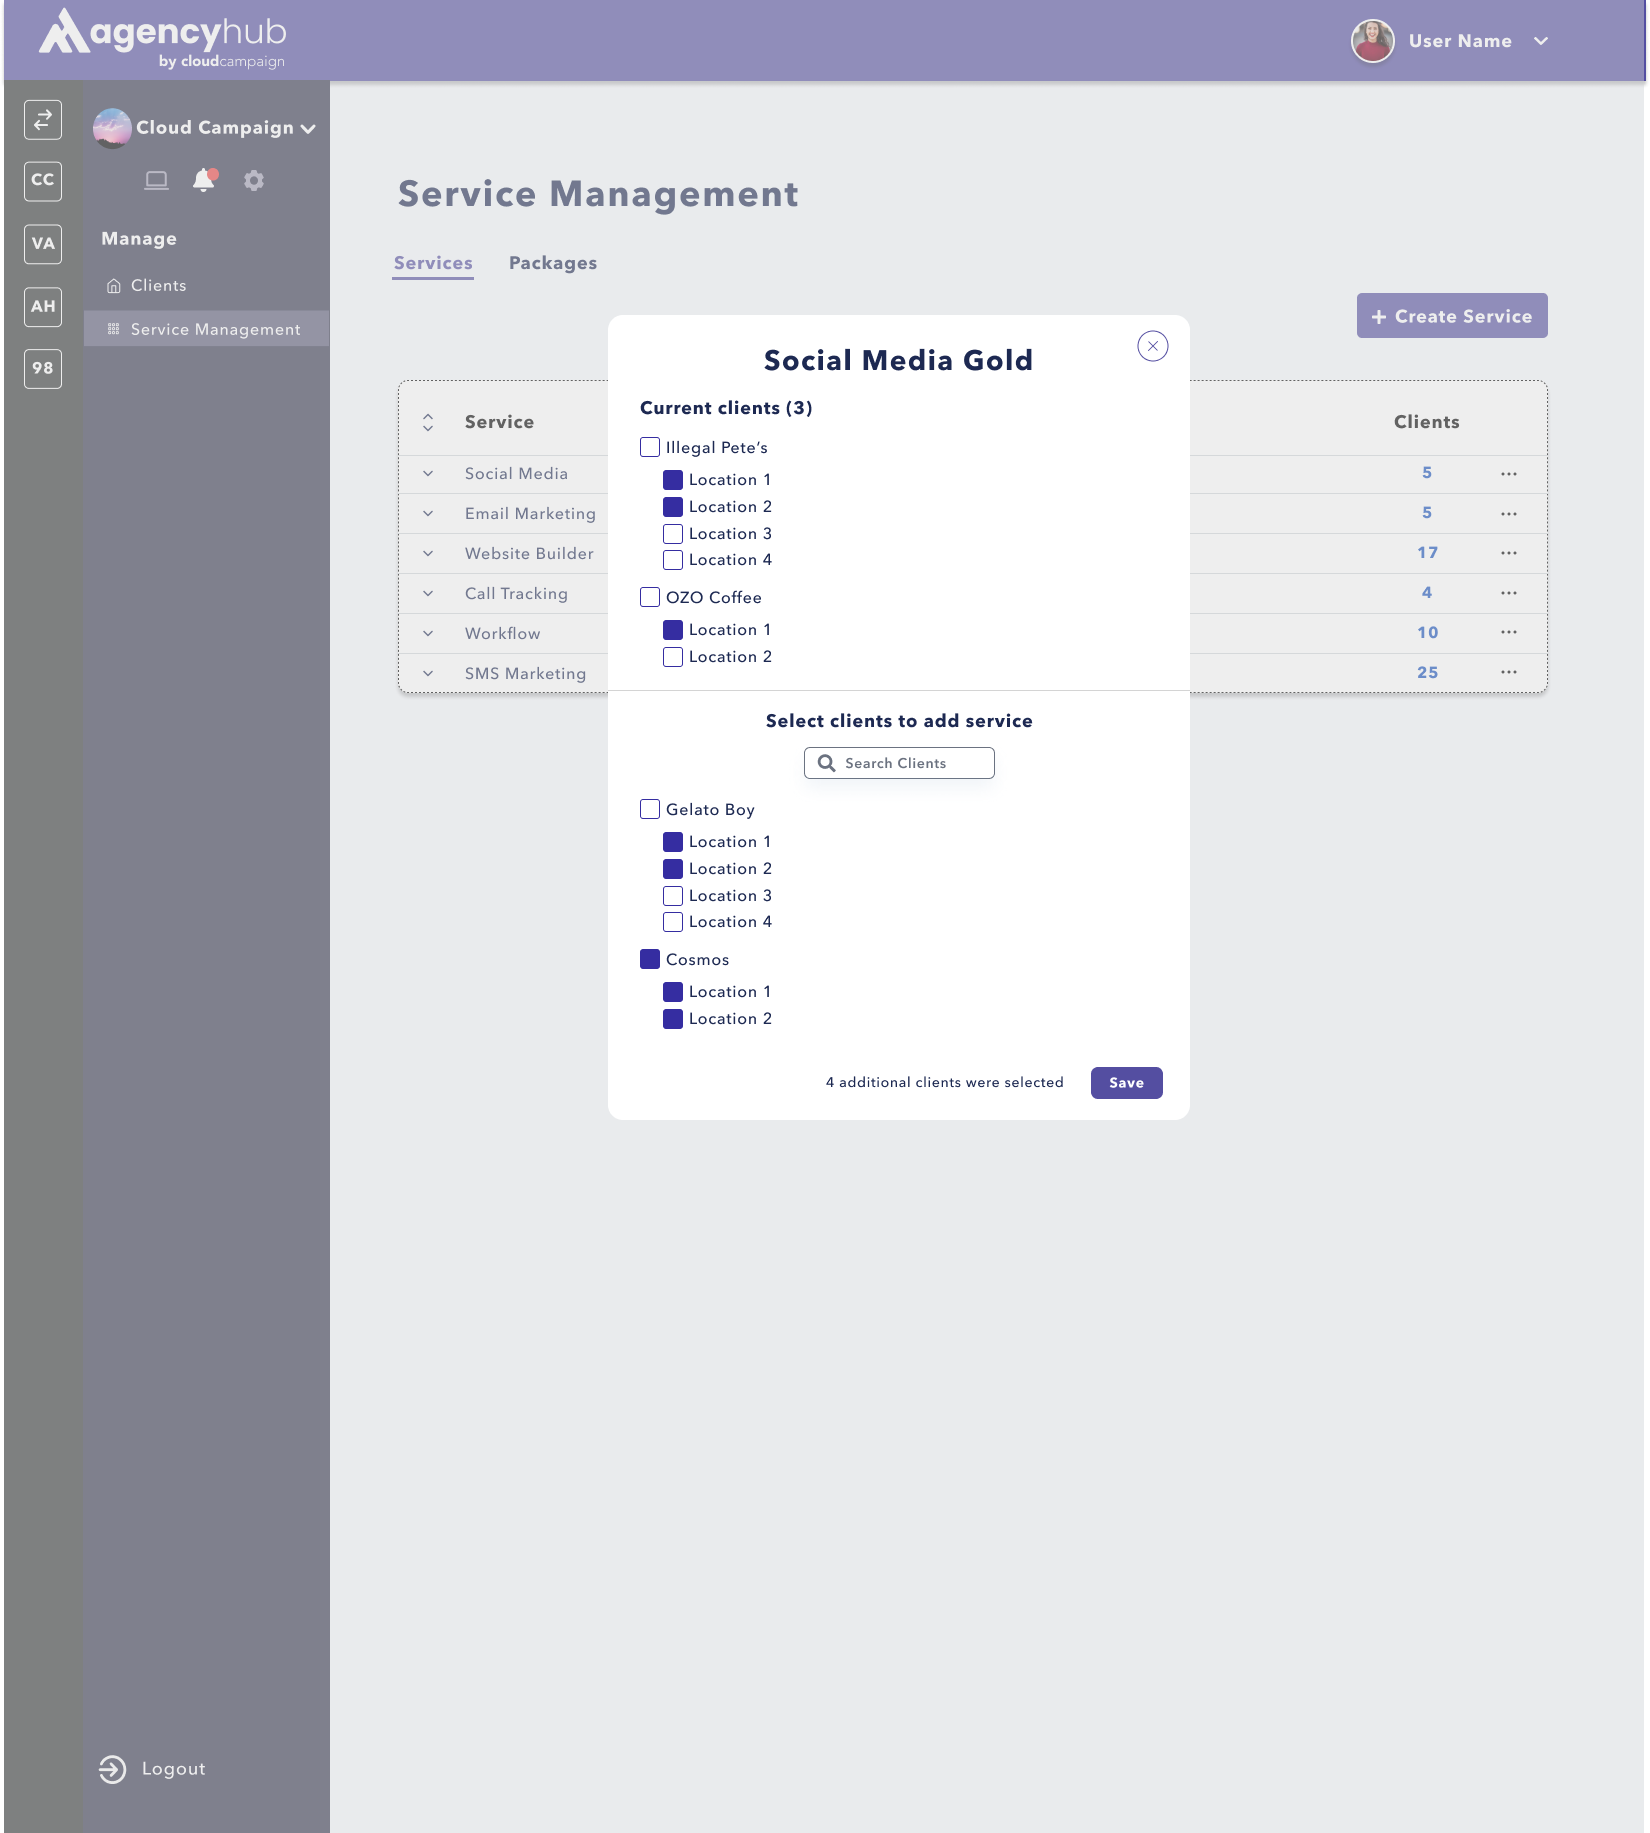 agencyhub
by cloudcampaign
User Name
CC
VA
AH
98
Cloud Campaign
Manage
Clients
Service Management
Logout
Service Management
Services Packages
+ Create Service
Service Clients
Social Media 5 ...
Email Marketing 5 ...
Website Builder 17 ...
Call Tracking 4 ...
Workflow 10 ...
SMS Marketing 25 ...
Social Media Gold
Current clients (3)
Illegal Pete’s
Location 1
Location 2
Location 3
Location 4
OZO Coffee
Location 1
Location 2
Select clients to add service
Search Clients
Gelato Boy
Location 1
Location 2
Location 3
Location 4
Cosmos
Location 1
Location 2
4 additional clients were selected
Save